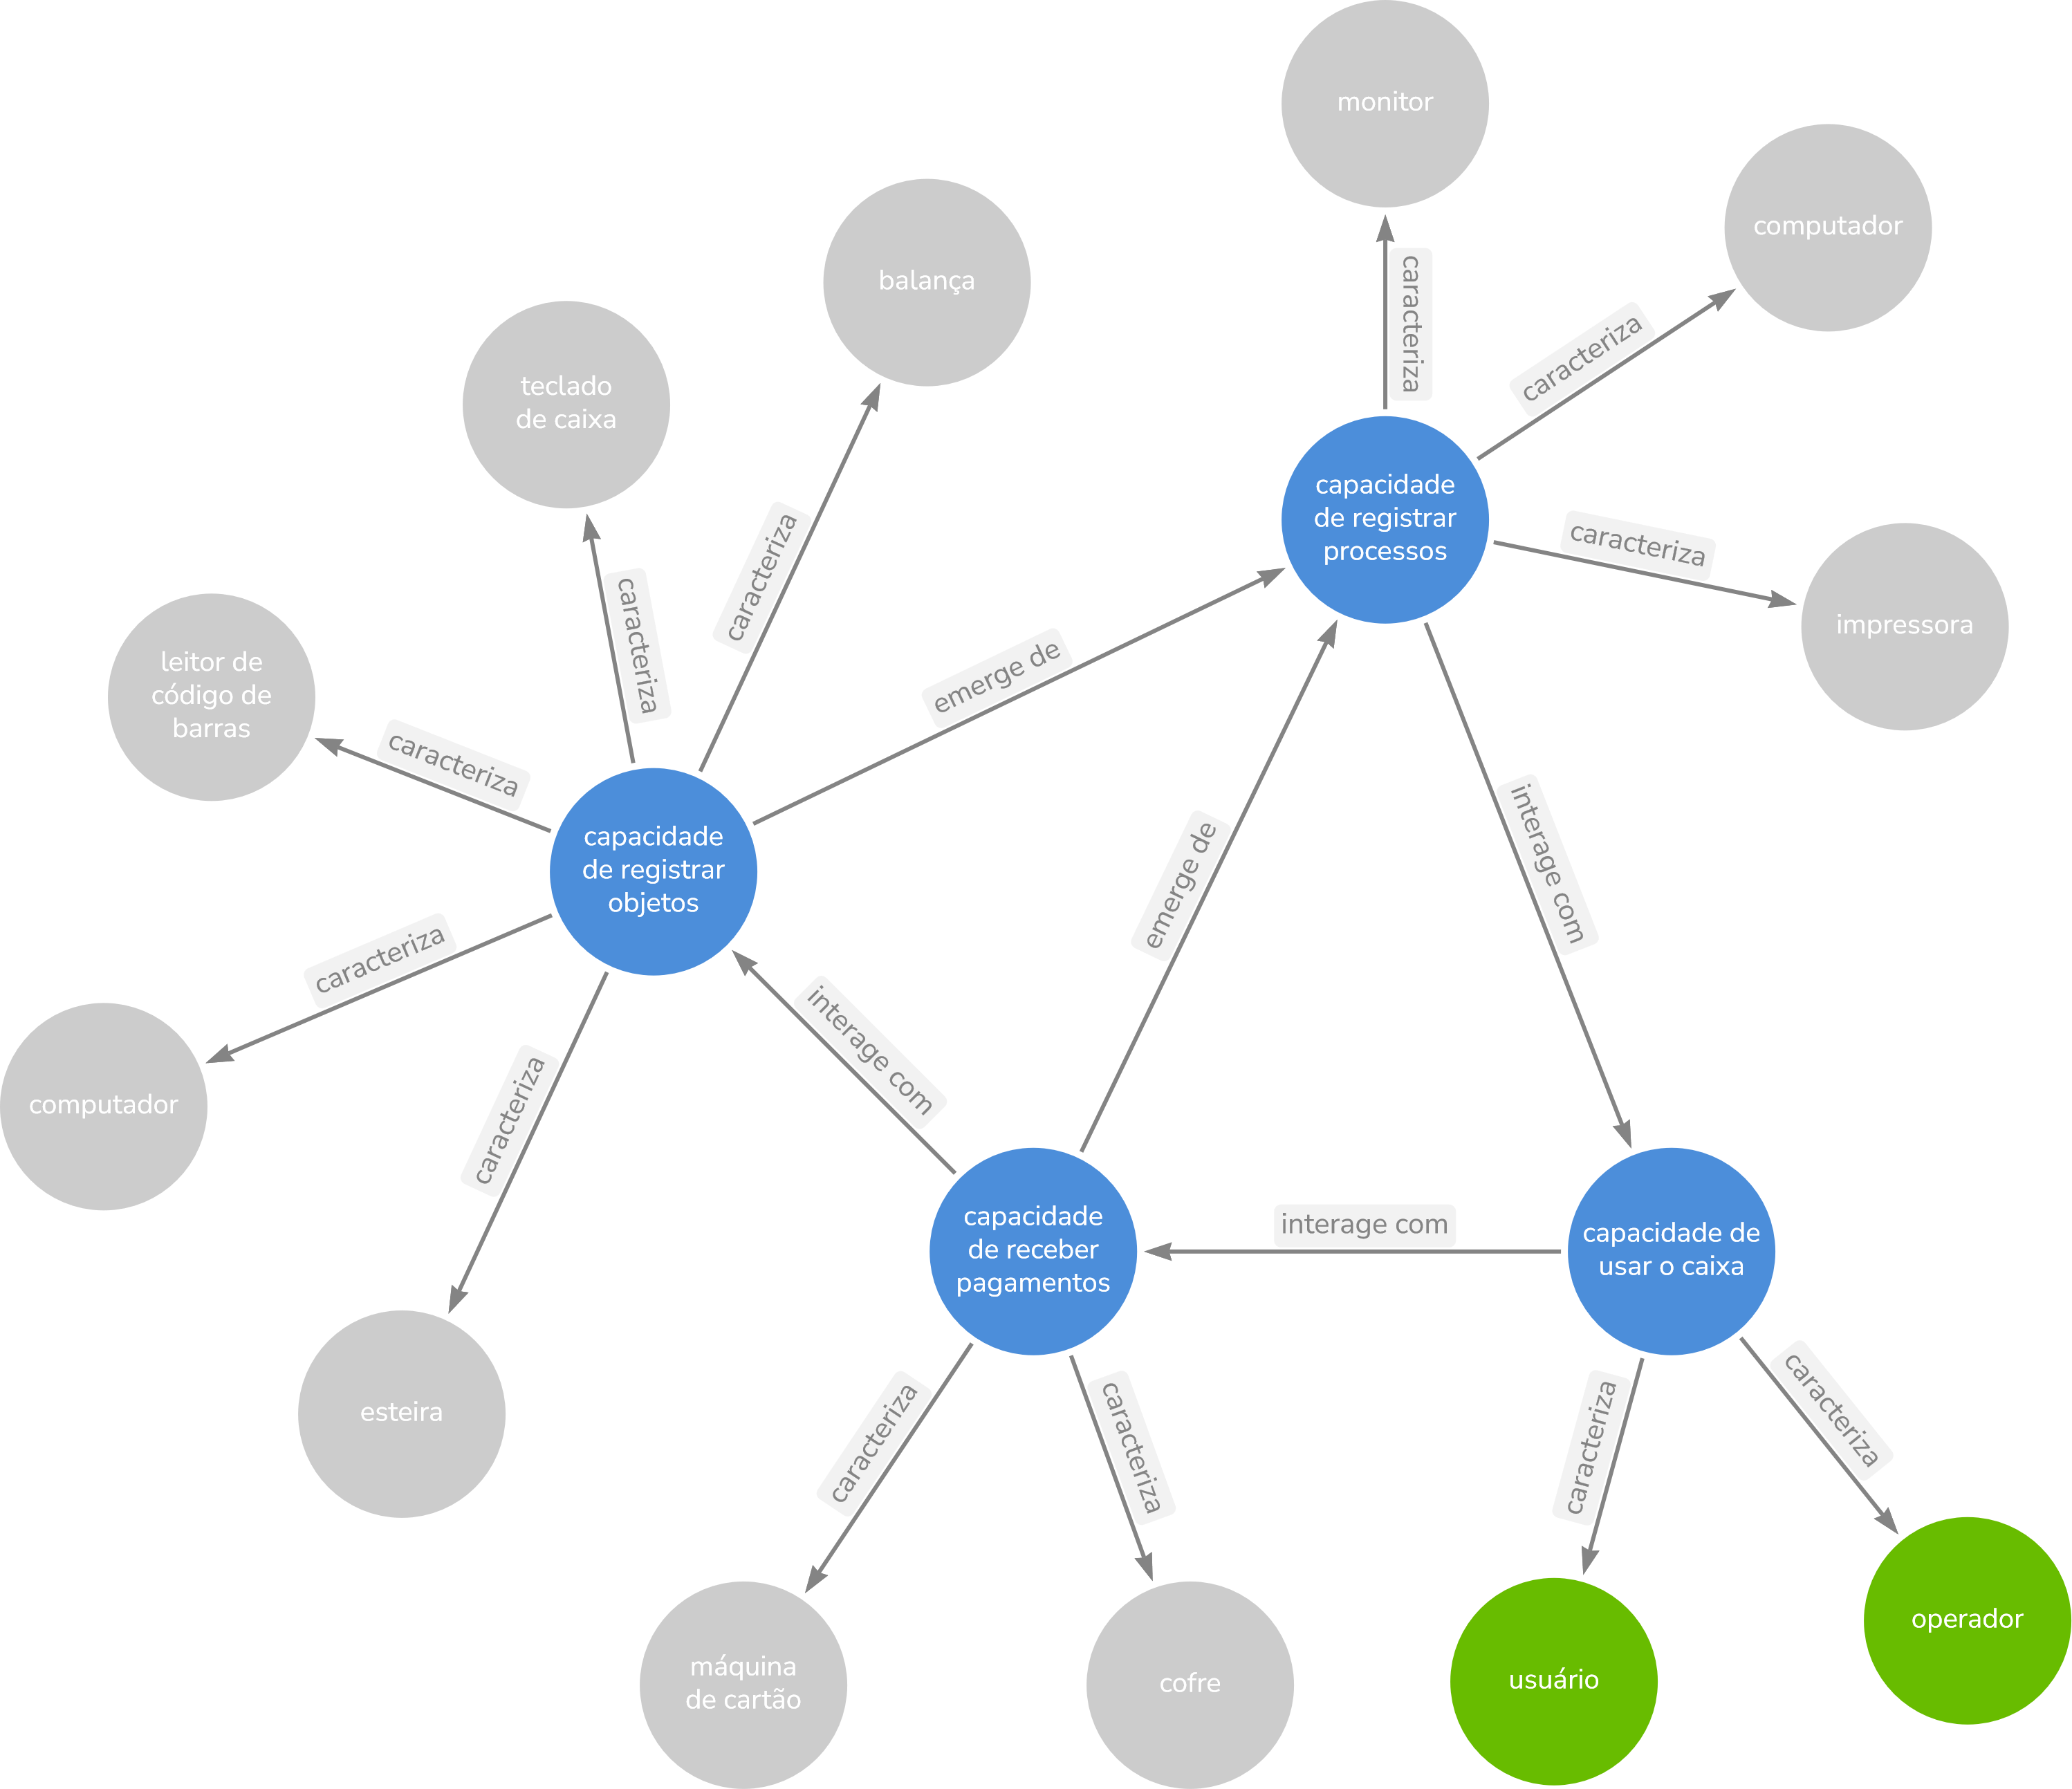 monitor
computador
caracteriza
balança
caracteriza
teclado
de caixa
capacidade
de registrar
processos
caracteriza
impressora
caracteriza
caracteriza
leitor de
código de
barras
emerge de
caracteriza
capacidade
de registrar
objetos
interage com
emerge de
caracteriza
interage com
computador
caracteriza
capacidade
de receber
pagamentos
interage com
capacidade de
usar o caixa
esteira
caracteriza
caracteriza
caracteriza
caracteriza
máquina
de cartão
cofre
usuário
operador